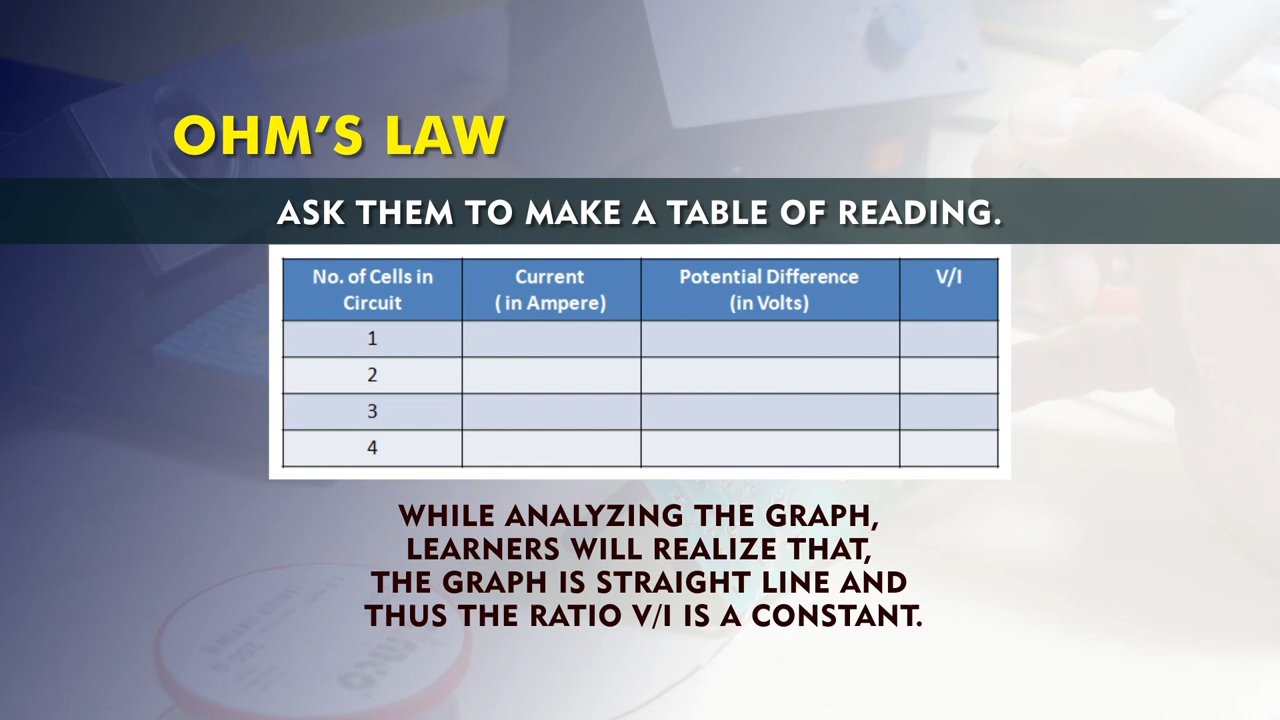 OHM'S LAW
ASK THEM TO MAKE A TABLE OF READING.
No. of Cells in Circuit | Current ( in Ampere) | Potential Difference (in Volts) | V/I
1
2
3
4
WHILE ANALYZING THE GRAPH,
LEARNERS WILL REALIZE THAT,
THE GRAPH IS STRAIGHT LINE AND
THUS THE RATIO V/I IS A CONSTANT.